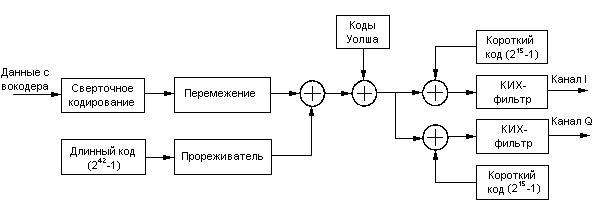 Коды
Уолша
Короткий
код (2¹⁵-1)
Данные с
вокодера
Сверточное
кодирование
Перемежение
КИХ-
фильтр
Канал I
Длинный код
(2⁴²-1)
Прореживатель
КИХ-
фильтр
Канал Q
Короткий
код (2¹⁵-1)